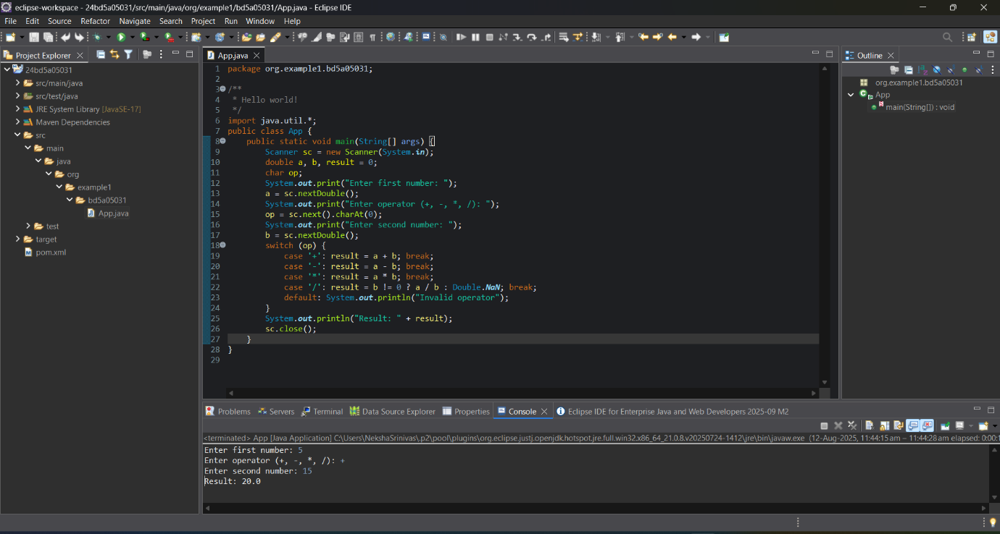 eclipse-workspace - 24bd5a05031/src/main/java/org/example1/bd5a05031/App.java - Eclipse IDE
File Edit Source Refactor Navigate Search Project Run Window Help
Project Explorer
24bd5a05031
src/main/java
src/test/java
JRE System Library [JavaSE-17]
Maven Dependencies
src
main
java
org
example1
bd5a05031
App.java
test
target
pom.xml
App.java
1 package org.example1.bd5a05031;
2
3 /**
4  * Hello world!
5  */
6 import java.util.*;
7 public class App {
8     public static void main(String[] args) {
9         Scanner sc = new Scanner(System.in);
10         double a, b, result = 0;
11         char op;
12         System.out.print("Enter first number: ");
13         a = sc.nextDouble();
14         System.out.print("Enter operator (+, -, *, /): ");
15         op = sc.next().charAt(0);
16         System.out.print("Enter second number: ");
17         b = sc.nextDouble();
18         switch (op) {
19             case '+': result = a + b; break;
20             case '-': result = a - b; break;
21             case '*': result = a * b; break;
22             case '/': result = b != 0 ? a / b : Double.NaN; break;
23             default: System.out.println("Invalid operator");
24         }
25         System.out.println("Result: " + result);
26         sc.close();
27     }
28 }
29
Outline
org.example1.bd5a05031
App
main(String[]) : void
Problems Servers Terminal Data Source Explorer Properties Console Eclipse IDE for Enterprise Java and Web Developers 2025-09 M2
<terminated> App [Java Application] C:\Users\NekshaSrinivas\.p2\pool\plugins\org.eclipse.justj.openjdk.hotspot.jre.full.win32.x86_64_21.0.8.v20250724-1412\jre\bin\javaw.exe (12-Aug-2025, 11:44:15 am – 11:44:28 am elapsed: 0:00:1
Enter first number: 5
Enter operator (+, -, *, /): +
Enter second number: 15
Result: 20.0